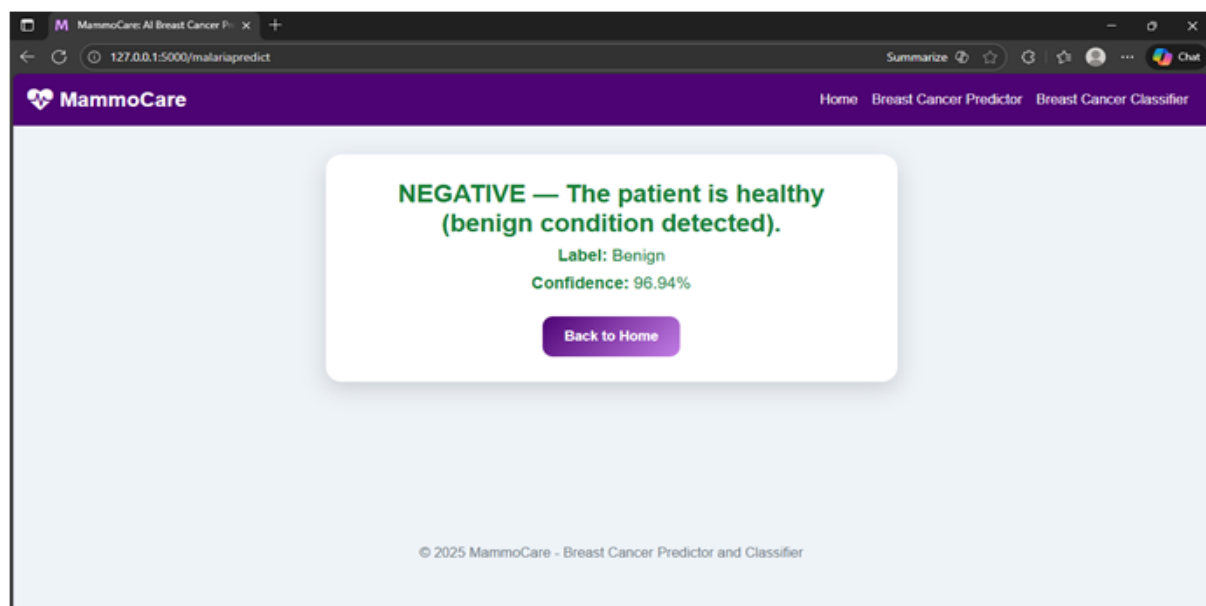 MammoCare: AI Breast Cancer Pr
127.0.0.1:5000/malariapredict
Summarize
Chat
MammoCare
Home Breast Cancer Predictor Breast Cancer Classifier
NEGATIVE — The patient is healthy
(benign condition detected).
Label: Benign
Confidence: 96.94%
Back to Home
© 2025 MammoCare - Breast Cancer Predictor and Classifier